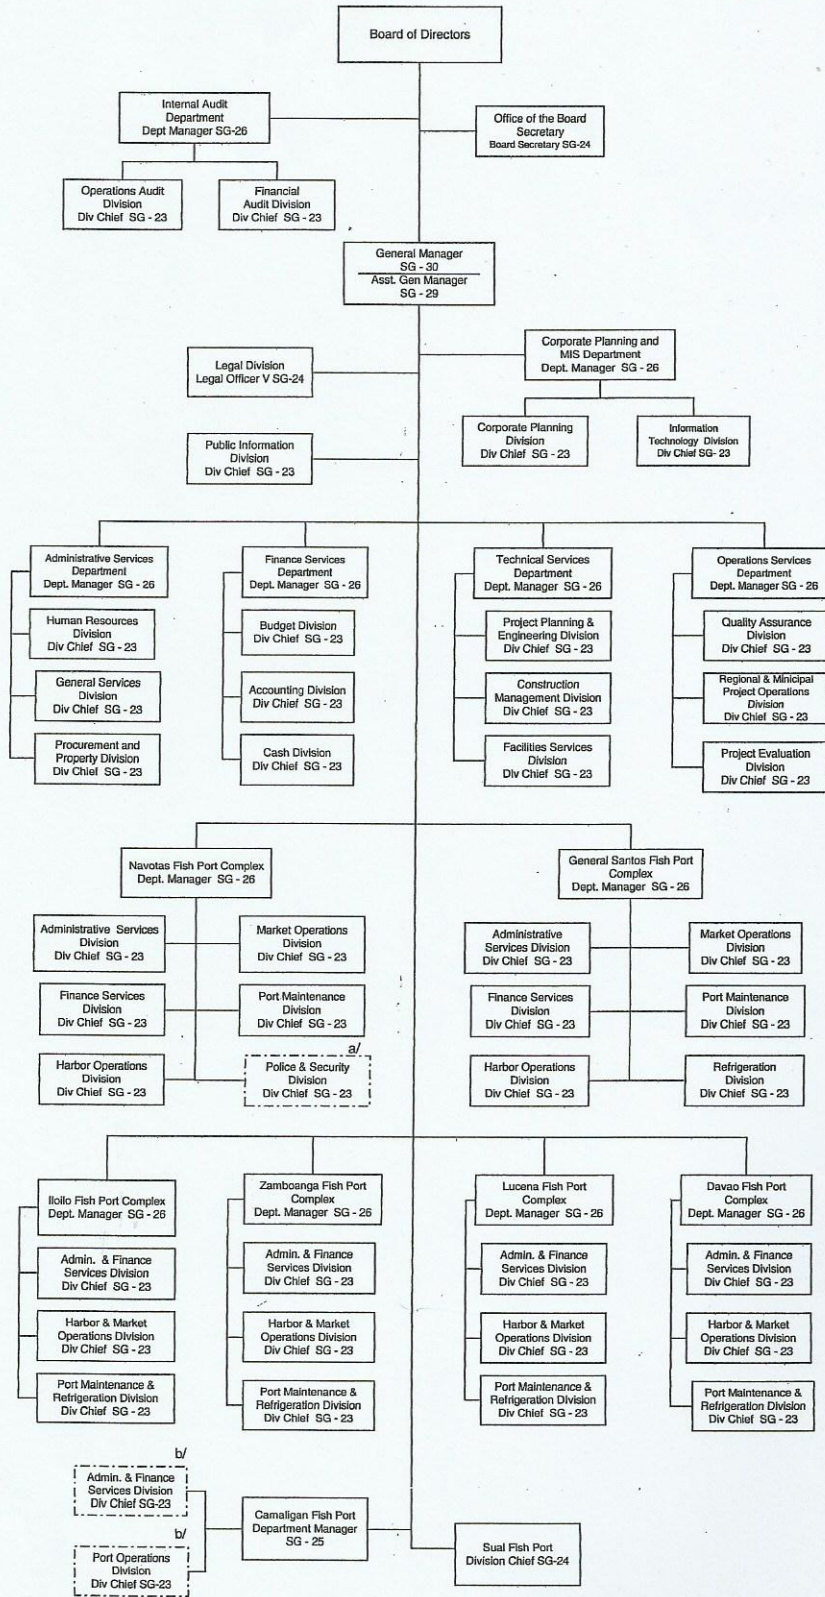 Board of Directors
Internal Audit
Department
Dept Manager SG-26
Office of the Board
Secretary
Board Secretary SG-24
Operations Audit
Division
Div Chief SG - 23
Financial
Audit Division
Div Chief SG - 23
General Manager
SG - 30
Asst. Gen Manager
SG - 29
Legal Division
Legal Officer V SG-24
Corporate Planning and
MIS Department
Dept. Manager SG - 26
Public Information
Division
Div Chief SG - 23
Corporate Planning
Division
Div Chief SG - 23
Information
Technology Division
Div Chief SG- 23
Administrative Services
Department
Dept. Manager SG - 26
Human Resources
Division
Div Chief SG - 23
General Services
Division
Div Chief SG - 23
Procurement and
Property Division
Div Chief SG - 23
Finance Services
Department
Dept. Manager SG - 26
Budget Division
Div Chief SG - 23
Accounting Division
Div Chief SG - 23
Cash Division
Div Chief SG - 23
Technical Services
Department
Dept. Manager SG - 26
Project Planning &
Engineering Division
Div Chief SG - 23
Construction
Management Division
Div Chief SG - 23
Facilities Services
Division
Div Chief SG - 23
Operations Services
Department
Dept. Manager SG - 26
Quality Assurance
Division
Div Chief SG - 23
Regional & Minicipal
Project Operations
Division
Div Chief SG - 23
Project Evaluation
Division
Div Chief SG - 23
Navotas Fish Port Complex
Dept. Manager SG - 26
Administrative Services
Division
Div Chief SG - 23
Market Operations
Division
Div Chief SG - 23
Finance Services
Division
Div Chief SG - 23
Port Maintenance
Division
Div Chief SG - 23
Harbor Operations
Division
Div Chief SG - 23
a/
Police & Security
Division
Div Chief SG - 23
General Santos Fish Port
Complex
Dept. Manager SG - 26
Administrative
Services Division
Div Chief SG - 23
Market Operations
Division
Div Chief SG - 23
Finance Services
Division
Div Chief SG - 23
Port Maintenance
Division
Div Chief SG - 23
Harbor Operations
Division
Div Chief SG - 23
Refrigeration
Division
Div Chief SG - 23
Iloilo Fish Port Complex
Dept. Manager SG - 26
Admin. & Finance
Services Division
Div Chief SG - 23
Harbor & Market
Operations Division
Div Chief SG - 23
Port Maintenance &
Refrigeration Division
Div Chief SG - 23
Zamboanga Fish Port
Complex
Dept. Manager SG - 26
Admin. & Finance
Services Division
Div Chief SG - 23
Harbor & Market
Operations Division
Div Chief SG - 23
Port Maintenance &
Refrigeration Division
Div Chief SG - 23
Lucena Fish Port
Complex
Dept. Manager SG - 26
Admin. & Finance
Services Division
Div Chief SG - 23
Harbor & Market
Operations Division
Div Chief SG - 23
Port Maintenance &
Refrigeration Division
Div Chief SG - 23
Davao Fish Port
Complex
Dept. Manager SG - 26
Admin. & Finance
Services Division
Div Chief SG - 23
Harbor & Market
Operations Division
Div Chief SG - 23
Port Maintenance &
Refrigeration Division
Div Chief SG - 23
b/
Admin. & Finance
Services Division
Div Chief SG-23
b/
Port Operations
Division
Div Chief SG-23
Camaligan Fish Port
Department Manager
SG - 25
Sual Fish Port
Division Chief SG-24